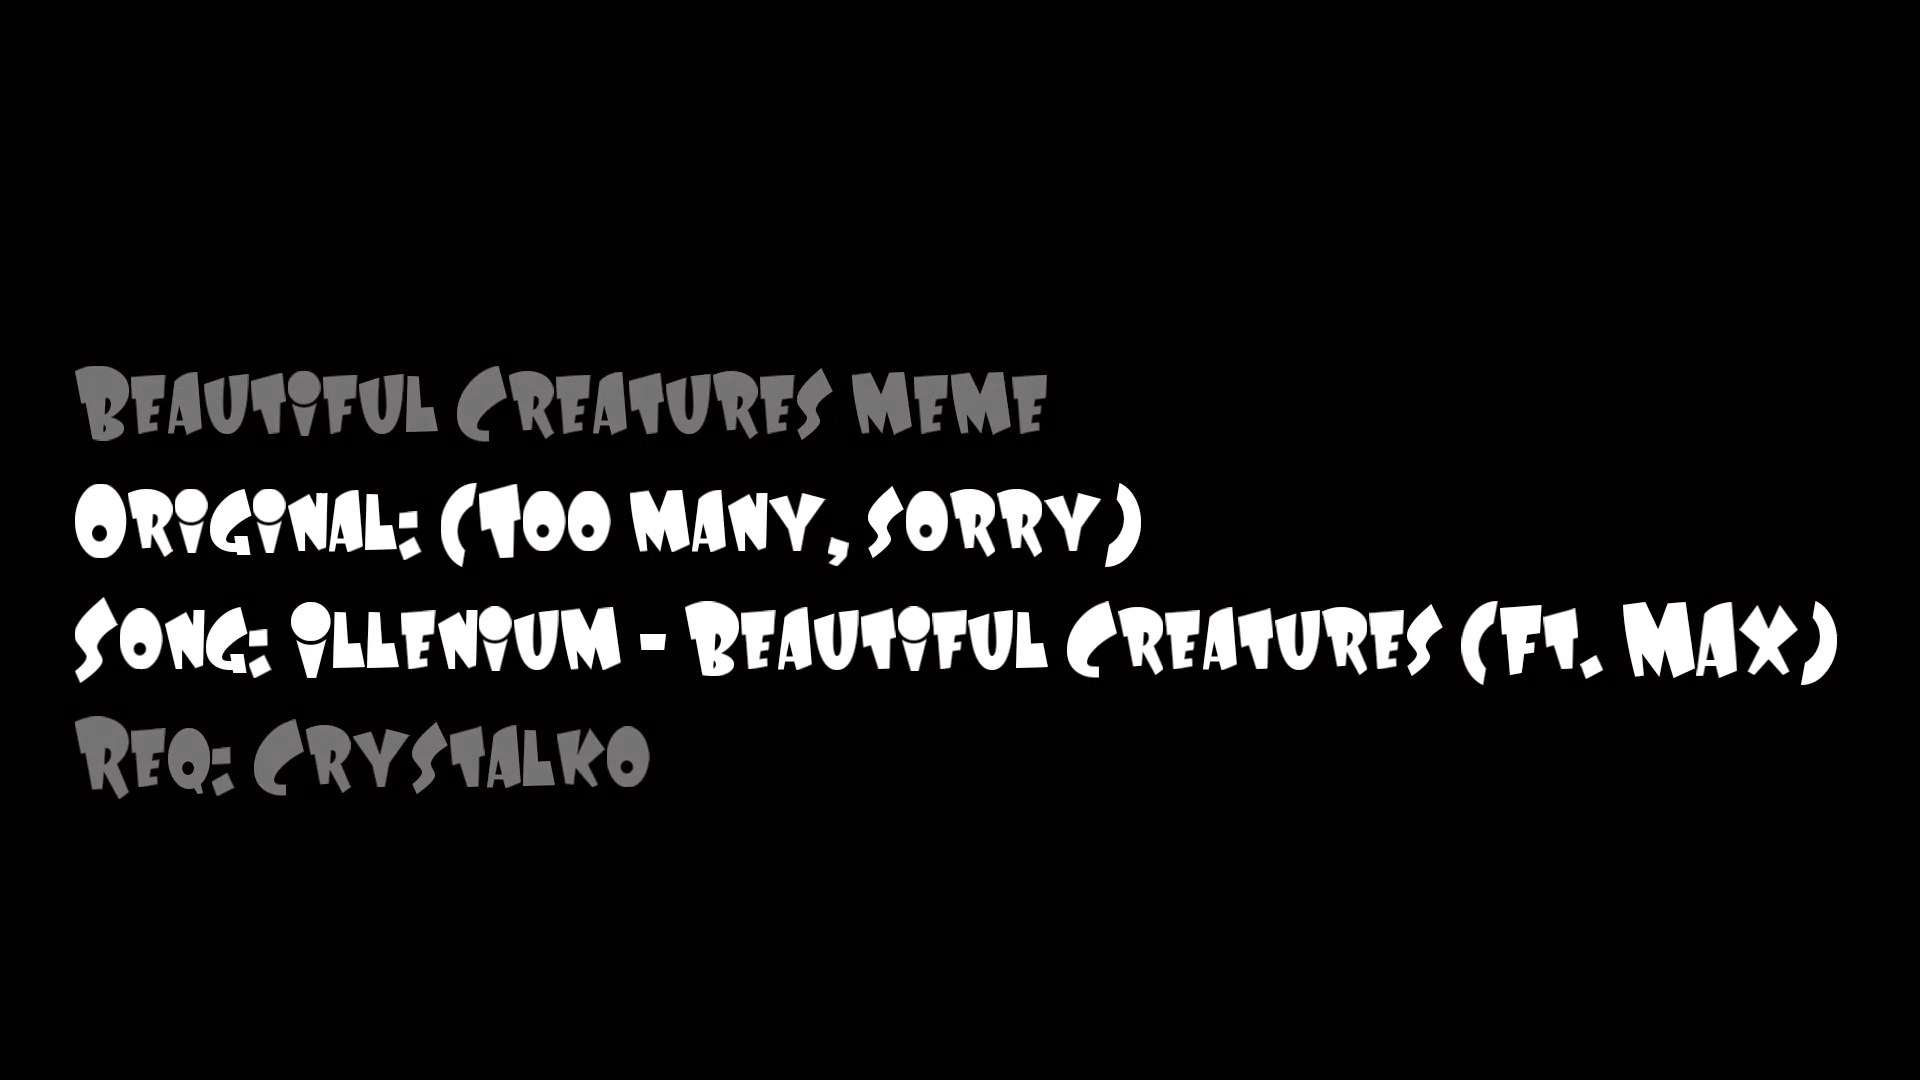 Beautiful Creatures meme
Original: (Too many, sorry)
Song: Illenium - Beautiful Creatures (Ft. MAX)
Req: Crystalko